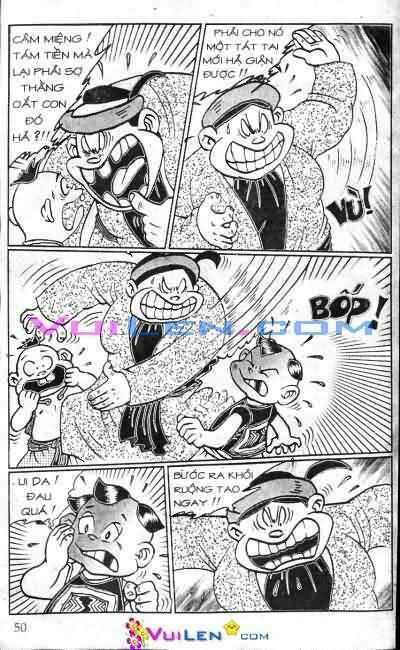 CÂM MIỆNG!
TÁM TIỀN MÀ
LẠI PHẢI SỢ
THẰNG
OẮT CON
ĐÓ
HẢ?!!
PHẢI CHO NÓ
MỘT TÁT TAI
MỚI HẢ GIẬN
ĐƯỢC!!
VÙ!
BỐP!
VUILEN.COM
UI DA!
ĐAU
QUÁ!
BƯỚC RA KHỎI
RUỘNG TAO
NGAY!!
50
VUILEN.COM